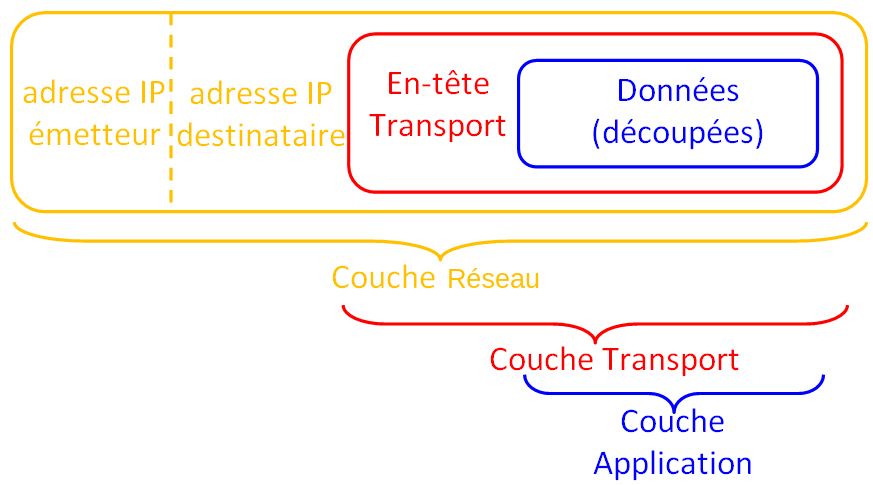 adresse IP
émetteur
adresse IP
destinataire
En-tête
Transport
Données
(découpées)
Couche Réseau
Couche Transport
Couche
Application